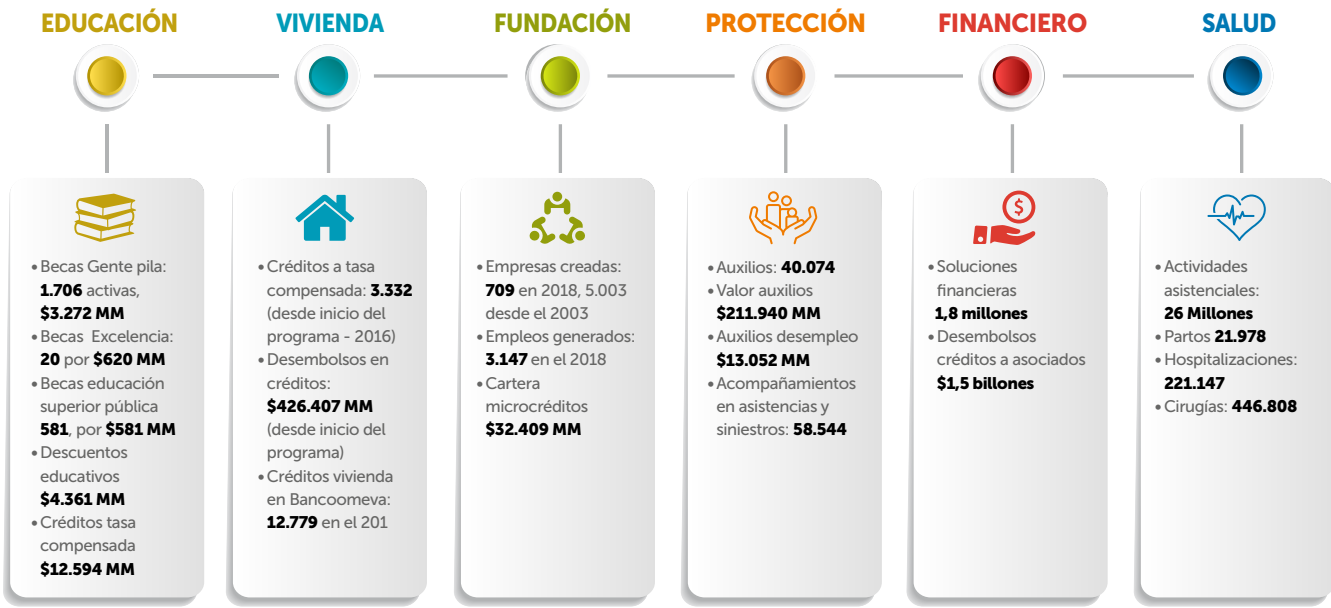 EDUCACIÓN
VIVIENDA
FUNDACIÓN
PROTECCIÓN
FINANCIERO
SALUD
• Becas Gente pila:
1.706 activas,
$3.272 MM
• Becas Excelencia:
20 por $620 MM
• Becas educación
superior pública
581, por $581 MM
• Descuentos
educativos
$4.361 MM
• Créditos tasa
compensada
$12.594 MM
• Créditos a tasa
compensada: 3.332
(desde inicio del
programa - 2016)
• Desembolsos en
créditos:
$426.407 MM
(desde inicio del
programa)
• Créditos vivienda
en Bancoomeva:
12.779 en el 201
• Empresas creadas:
709 en 2018, 5.003
desde el 2003
• Empleos generados:
3.147 en el 2018
• Cartera
microcréditos
$32.409 MM
• Auxilios: 40.074
• Valor auxilios
$211.940 MM
• Auxilios desempleo
$13.052 MM
• Acompañamientos
en asistencias y
siniestros: 58.544
$
• Soluciones
financieras
1,8 millones
• Desembolsos
créditos a asociados
$1,5 billones
• Actividades
asistenciales:
26 Millones
• Partos 21.978
• Hospitalizaciones:
221.147
• Cirugías: 446.808